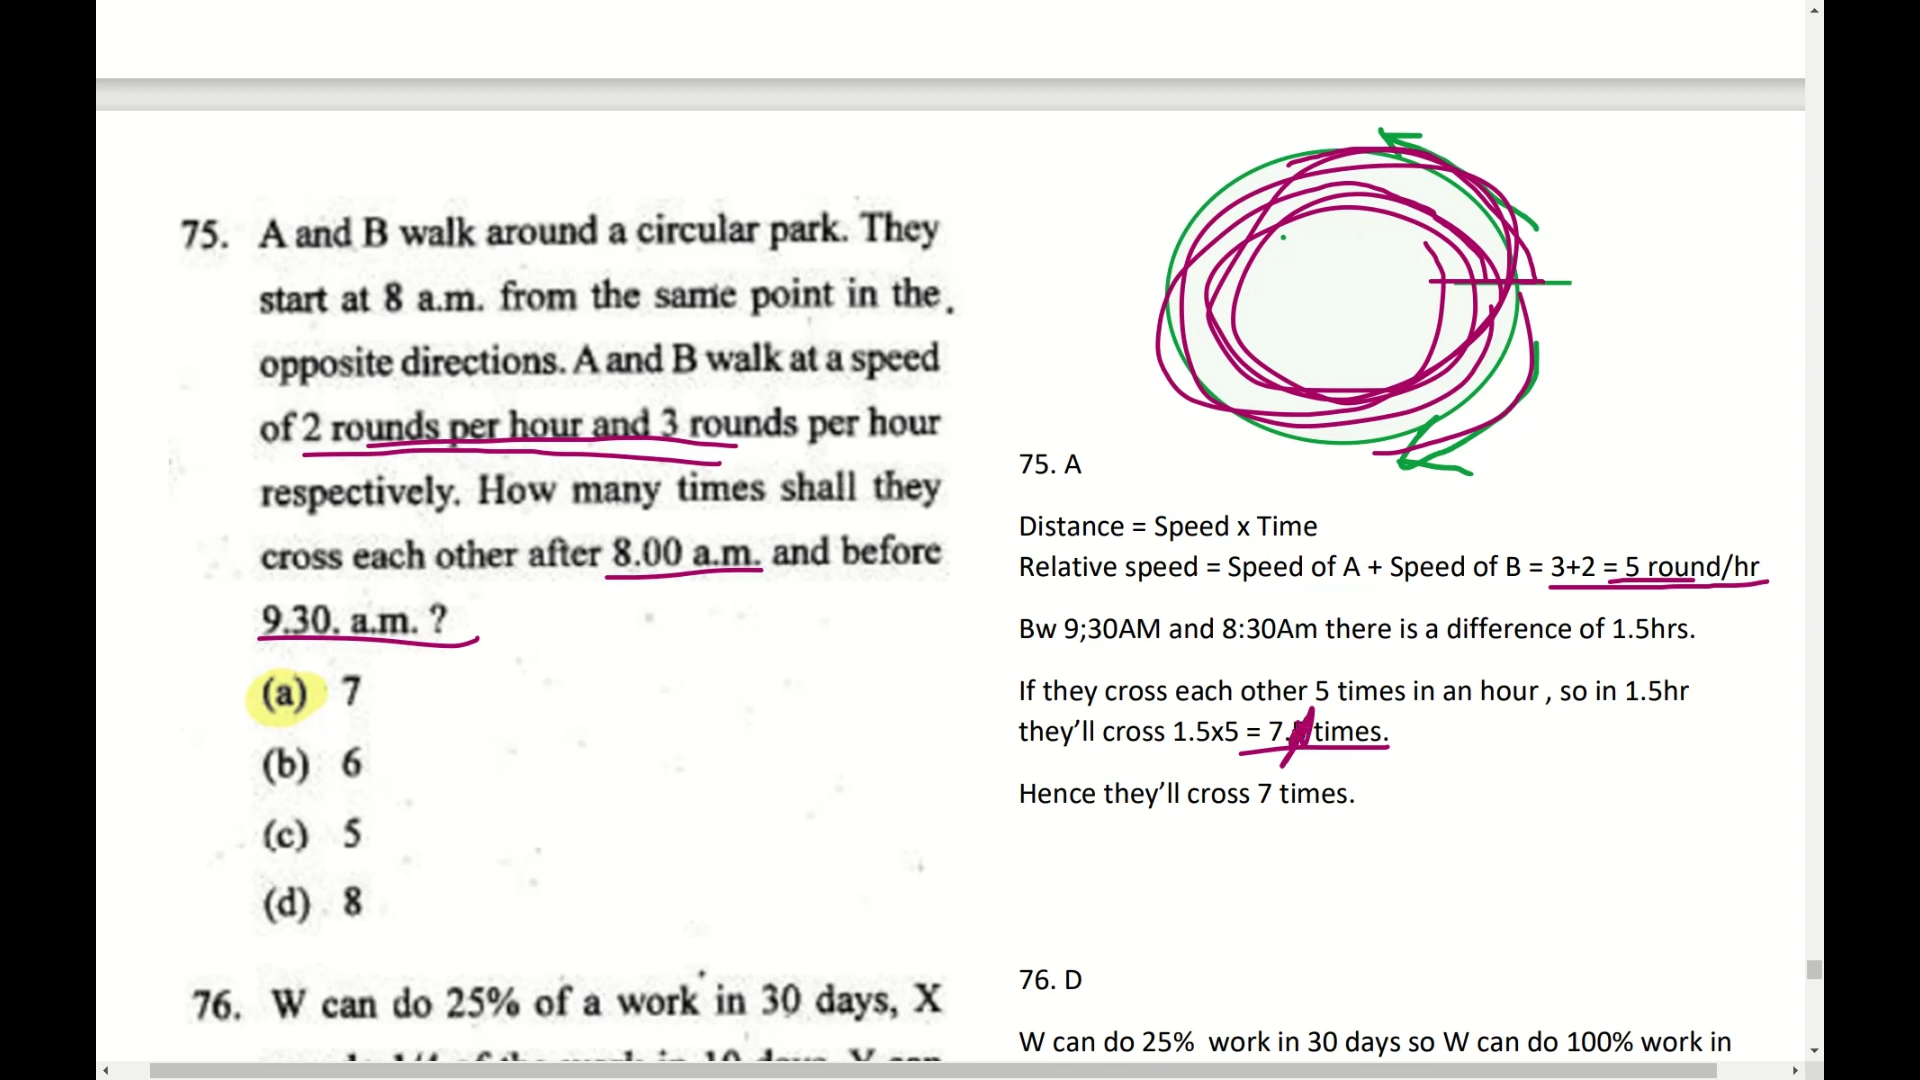 75. A and B walk around a circular park. They
start at 8 a.m. from the same point in the
opposite directions. A and B walk at a speed
of 2 rounds per hour and 3 rounds per hour
respectively. How many times shall they
cross each other after 8.00 a.m. and before
9.30. a.m. ?
(a) 7
(b) 6
(c) 5
(d) 8
76. W can do 25% of a work in 30 days, X
75. A
Distance = Speed x Time
Relative speed = Speed of A + Speed of B = 3+2 = 5 round/hr
Bw 9;30AM and 8:30Am there is a difference of 1.5hrs.
If they cross each other 5 times in an hour , so in 1.5hr
they’ll cross 1.5x5 = 7. times.
Hence they’ll cross 7 times.
76. D
W can do 25% work in 30 days so W can do 100% work in